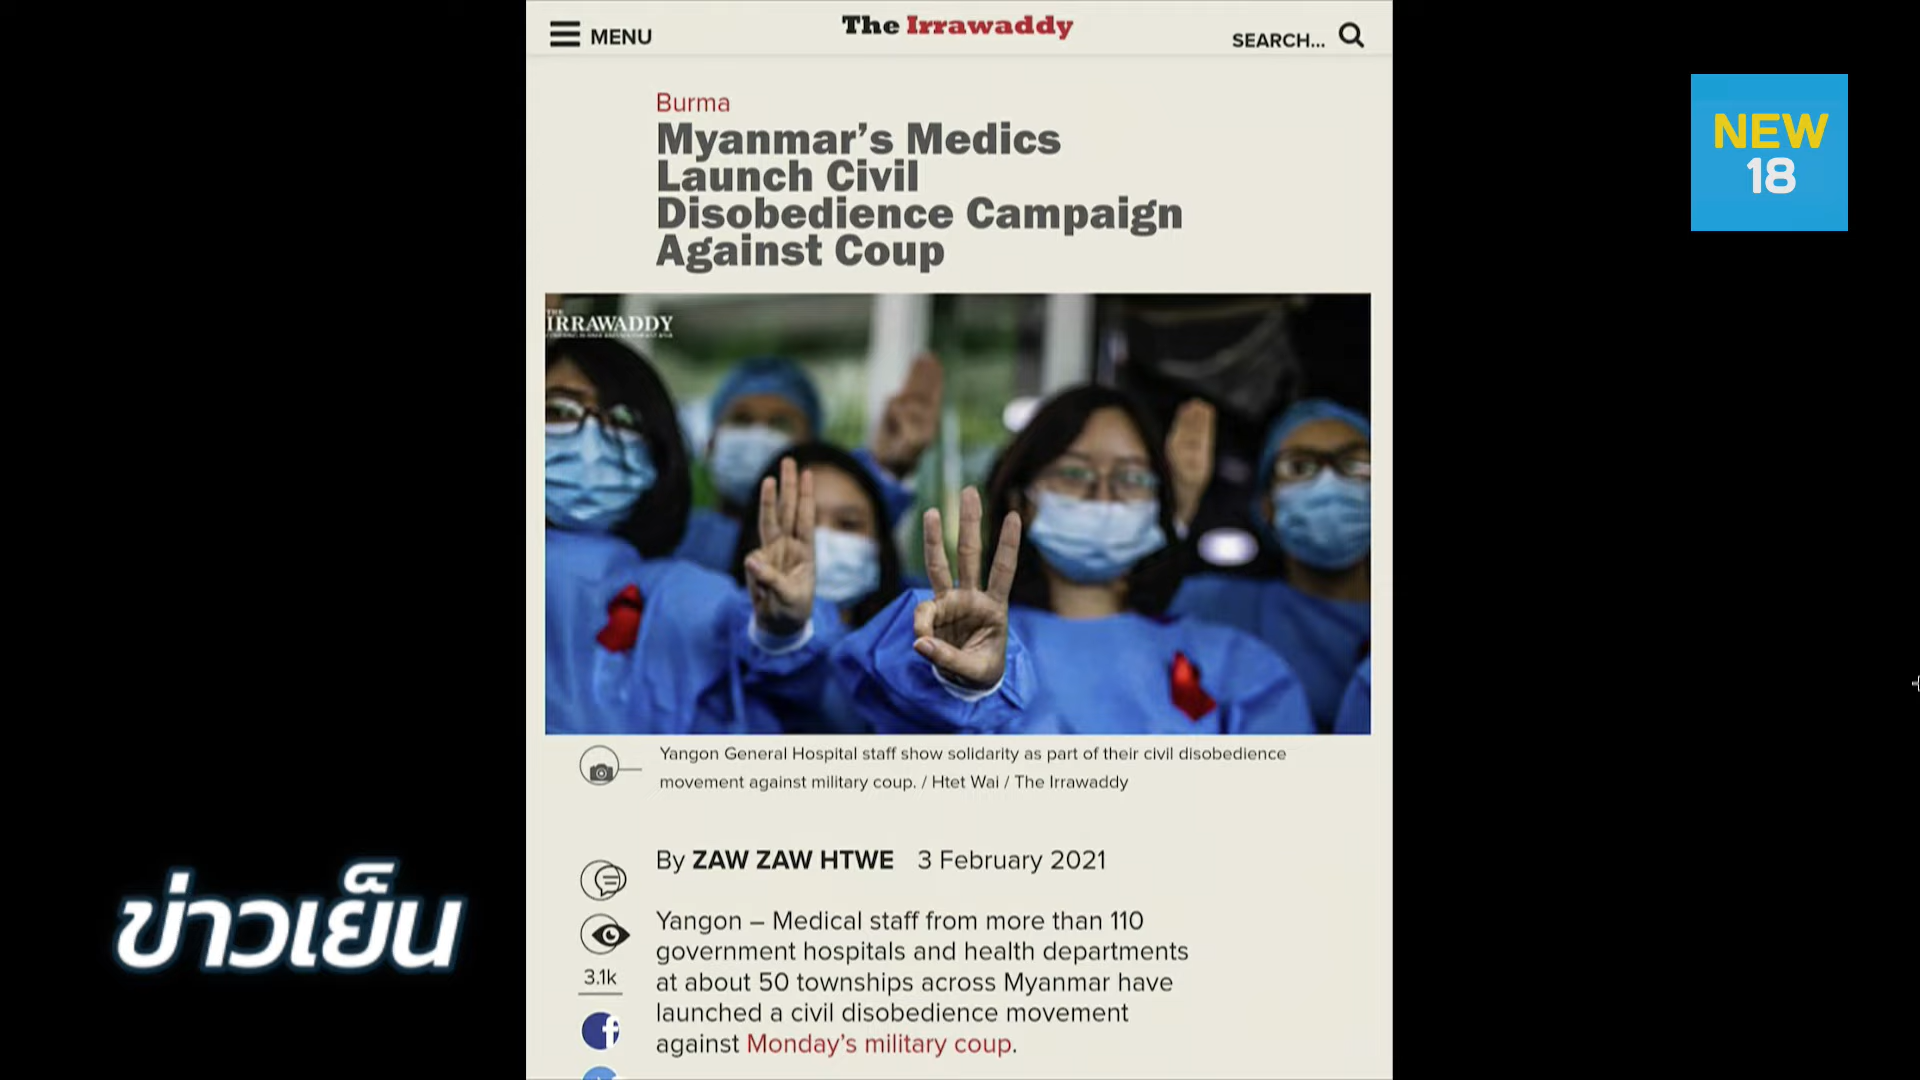 MENU
The Irrawaddy
SEARCH...
NEW
18
Burma
Myanmar’s Medics
Launch Civil
Disobedience Campaign
Against Coup
IRRAWADDY
Yangon General Hospital staff show solidarity as part of their civil disobedience
movement against military coup. / Htet Wai / The Irrawaddy
By ZAW ZAW HTWE 3 February 2021
Yangon – Medical staff from more than 110
government hospitals and health departments
at about 50 townships across Myanmar have
launched a civil disobedience movement
against Monday’s military coup.
3.1k
ข่าวเย็น